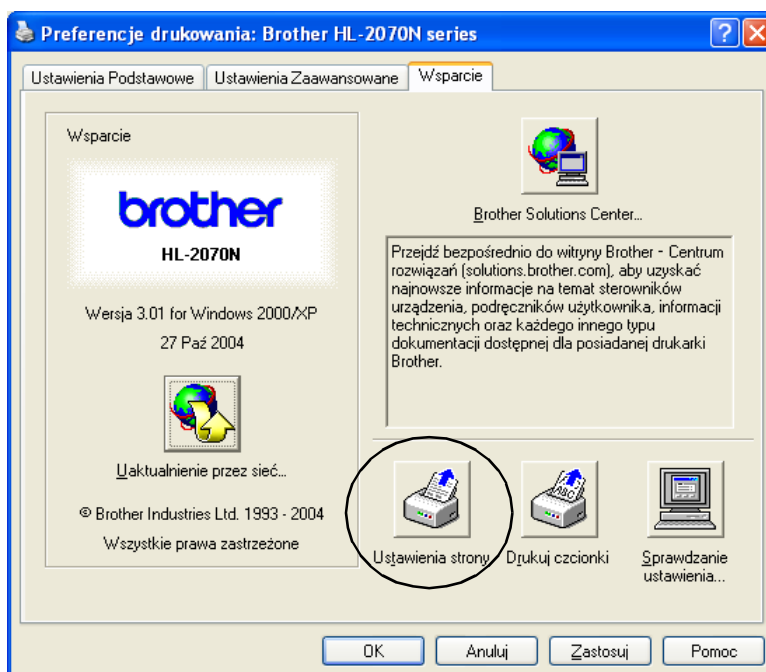 Preferencje drukowania: Brother HL-2070N series
Ustawienia Podstawowe
Ustawienia Zaawansowane
Wsparcie
Wsparcie
brother
HL-2070N
Wersja 3.01 for Windows 2000/XP
27 Paź 2004
Uaktualnienie przez sieć...
© Brother Industries Ltd. 1993 - 2004
Wszystkie prawa zastrzeżone
Brother Solutions Center...
Przejdź bezpośrednio do witryny Brother - Centrum
rozwiązań (solutions.brother.com), aby uzyskać
najnowsze informacje na temat sterowników
urządzenia, podręczników użytkownika, informacji
technicznych oraz każdego innego typu
dokumentacji dostępnej dla posiadanej drukarki
Brother.
Ustawienia strony
Drukuj czcionki
Sprawdzanie
ustawienia...
OK
Anuluj
Zastosuj
Pomoc